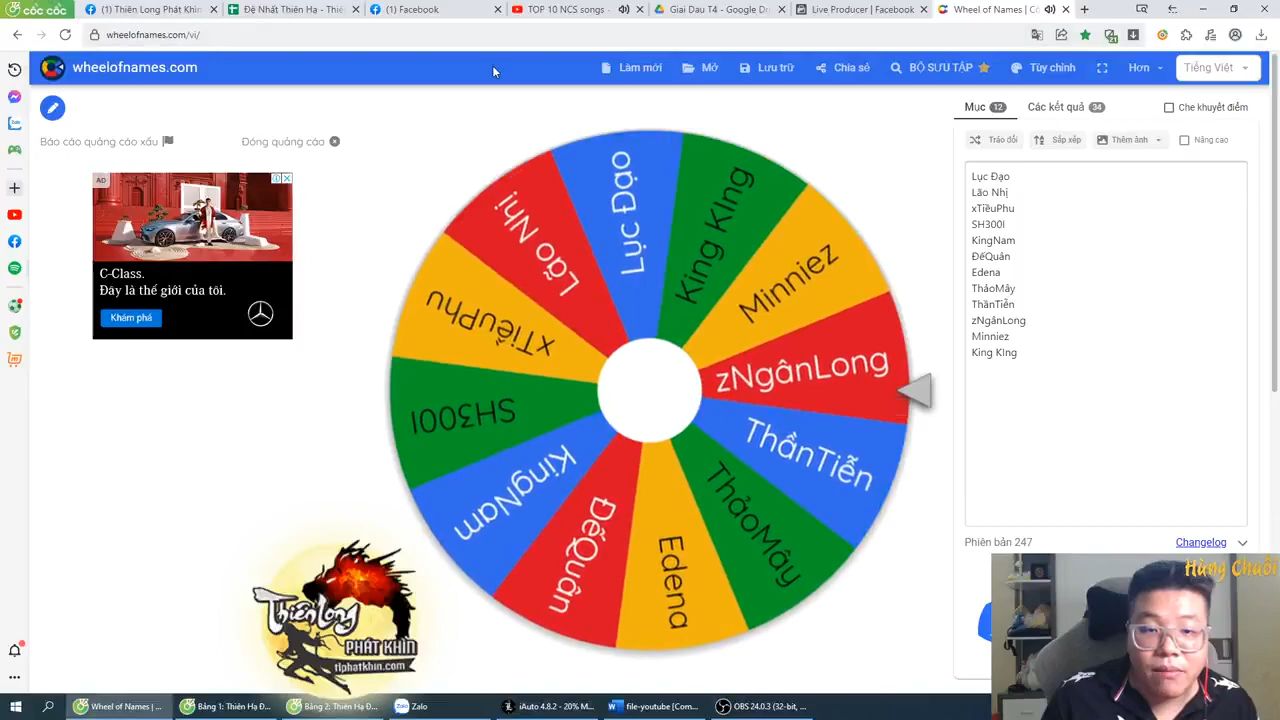 cốc cốc
Thiên Long Phát Khìn
Đệ Nhất Thiên Hạ - Thiê
(1) Facebook
TOP 10 NCS songs
Giai Dau T4 - Google D
Live Producer | Facebook
Wheel of Names | C
wheelofnames.com/vi/
wheelofnames.com
Làm mới
Mở
Lưu trữ
Chia sẻ
BỘ SƯU TẬP
Tùy chỉnh
Hơn
Tiếng Việt
Báo cáo quảng cáo xấu
Đóng quảng cáo
Mục 12
Các kết quả 34
Che khuyết điểm
Tráo đổi
Sắp xếp
Thêm ảnh
Nâng cao
AD
C-Class.
Đây là thế giới của tôi.
Khám phá
Lục Đạo
King KIng
Minniez
zNgânLong
ThầnTiễn
ThảoMây
Edena
ĐếQuân
KingNam
SH300I
xTiềuPhu
Lão Nhị
Lục Đạo
Lão Nhị
xTiềuPhu
SH300I
KingNam
ĐếQuân
Edena
ThảoMây
ThầnTiễn
zNgânLong
Minniez
King KIng
Phiên bản 247
Changelog
Hùng Chuối
Thiên Long
PHÁT KHÌN
tlphatkhin.com
Wheel of Names | ...
Bảng 1: Thiên Hạ Đ...
Bảng 2: Thiên Hạ Đ...
Zalo
iAuto 4.8.2 - 20% M...
file-youtube [Com...
OBS 24.0.3 (32-bit, ...